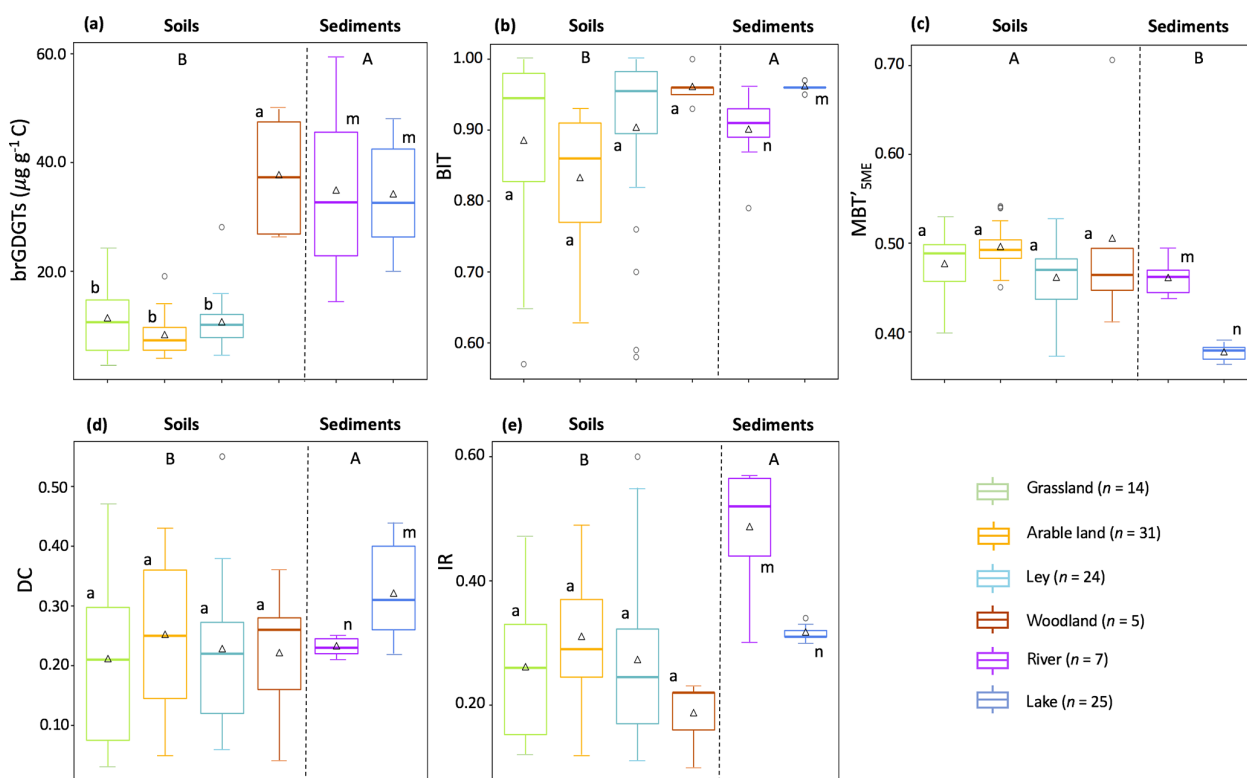 (a) Soils Sediments
B A
60.0
40.0
20.0
brGDGTs (μg g⁻¹ C)
b b b a m m
(b) Soils Sediments
B A
1.00
0.90
0.80
0.70
0.60
BIT
a a a a n m
(c) Soils Sediments
A B
0.70
0.60
0.50
0.40
MBT'5ME
a a a a m n
(d) Soils Sediments
B A
0.50
0.40
0.30
0.20
0.10
DC
a a a a n m
(e) Soils Sediments
B A
0.60
0.40
0.20
IR
a a a a m n
Grassland (n = 14)
Arable land (n = 31)
Ley (n = 24)
Woodland (n = 5)
River (n = 7)
Lake (n = 25)